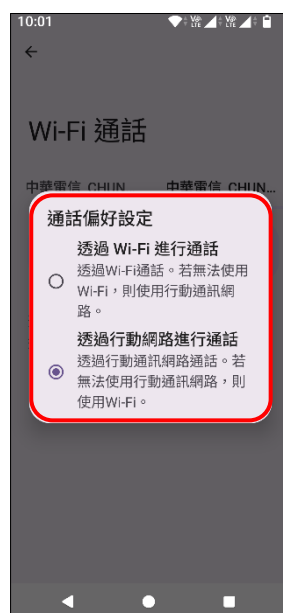 10:01
Wi-Fi 通話
中華電信 CHUN 中華電信 CHUN...
通話偏好設定
透過 Wi-Fi 進行通話
透過Wi-Fi通話。若無法使用
Wi-Fi，則使用行動通訊網
路。
透過行動網路進行通話
透過行動通訊網路通話。若
無法使用行動通訊網路，則
使用Wi-Fi。